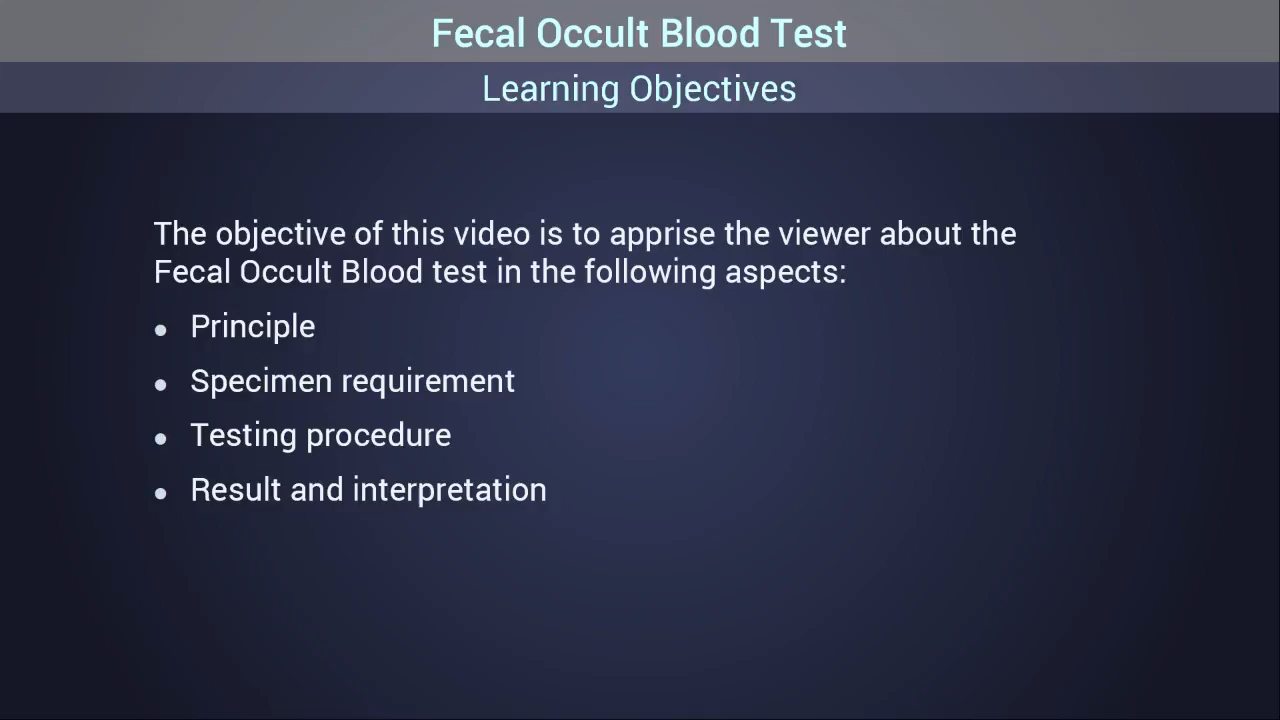 Fecal Occult Blood Test
Learning Objectives
The objective of this video is to apprise the viewer about the
Fecal Occult Blood test in the following aspects:
● Principle
● Specimen requirement
● Testing procedure
● Result and interpretation